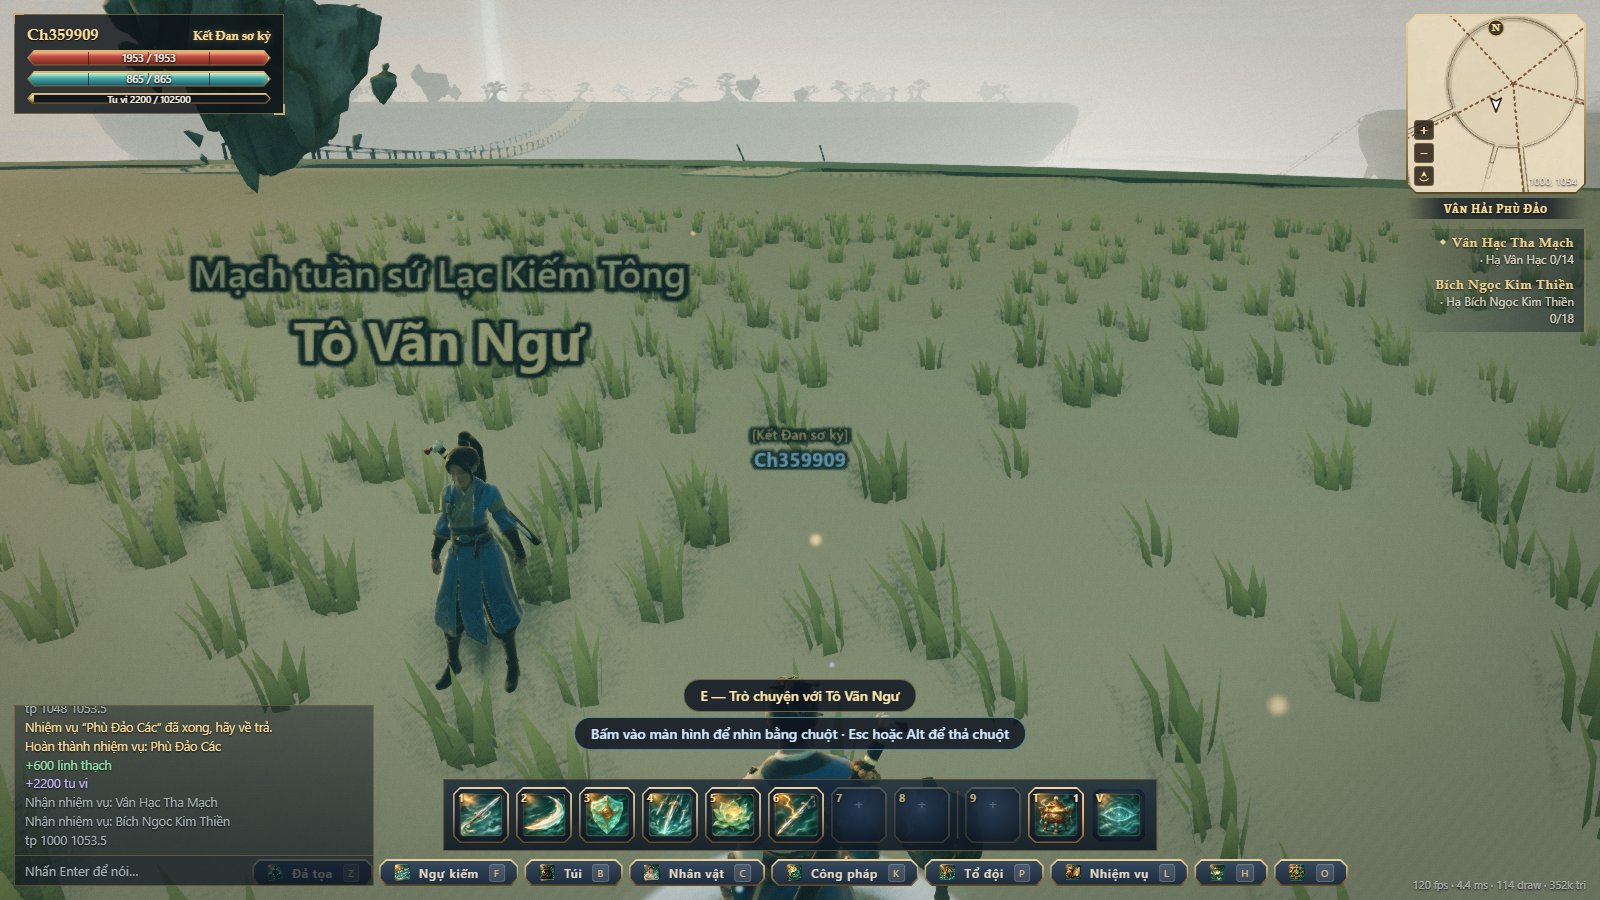 Ch359909
Kết Đan sơ kỳ
1953 / 1953
865 / 865
Tu vi 2200 / 102500
N
+
−
1000, 1054
Vân Hải Phù Đảo
Vân Hạc Tha Mạch
· Hạ Vân Hạc 0/14
Bích Ngọc Kim Thiền
· Hạ Bích Ngọc Kim Thiền
0/18
Mạch tuần sứ Lạc Kiếm Tông
Tô Vãn Ngư
[Kết Đan sơ kỳ]
Ch359909
E — Trò chuyện với Tô Vãn Ngư
Bấm vào màn hình để nhìn bằng chuột · Esc hoặc Alt để thả chuột
tp 1048 1053.5
Nhiệm vụ “Phù Đảo Các” đã xong, hãy về trả.
Hoàn thành nhiệm vụ: Phù Đảo Các
+600 linh thạch
+2200 tu vi
Nhận nhiệm vụ: Vân Hạc Tha Mạch
Nhận nhiệm vụ: Bích Ngọc Kim Thiền
tp 1000 1053.5
Nhấn Enter để nói...
1 2 3 4 5 6 7 + 8 + 9 + T 1 V
Đả tọa Z
Ngự kiếm F
Túi B
Nhân vật C
Công pháp K
Tổ đội P
Nhiệm vụ L
H
O
120 fps · 4.4 ms · 114 draw · 352k tri